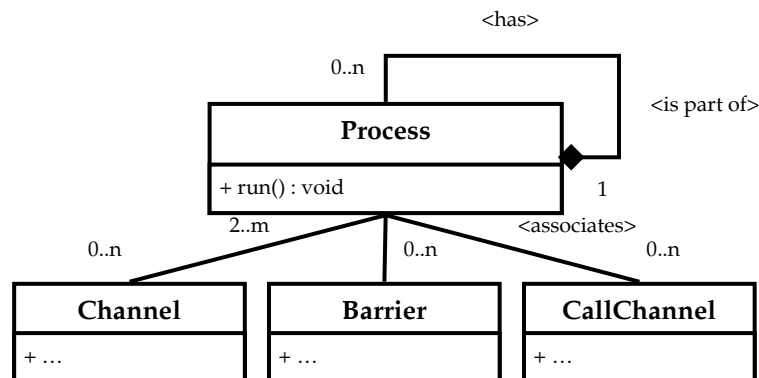 <has>
0..n
<is part of>
Process
+ run() : void
1
2..m
<associates>
0..n
0..n
0..n
Channel
Barrier
CallChannel
+ ...
+ ...
+ ...